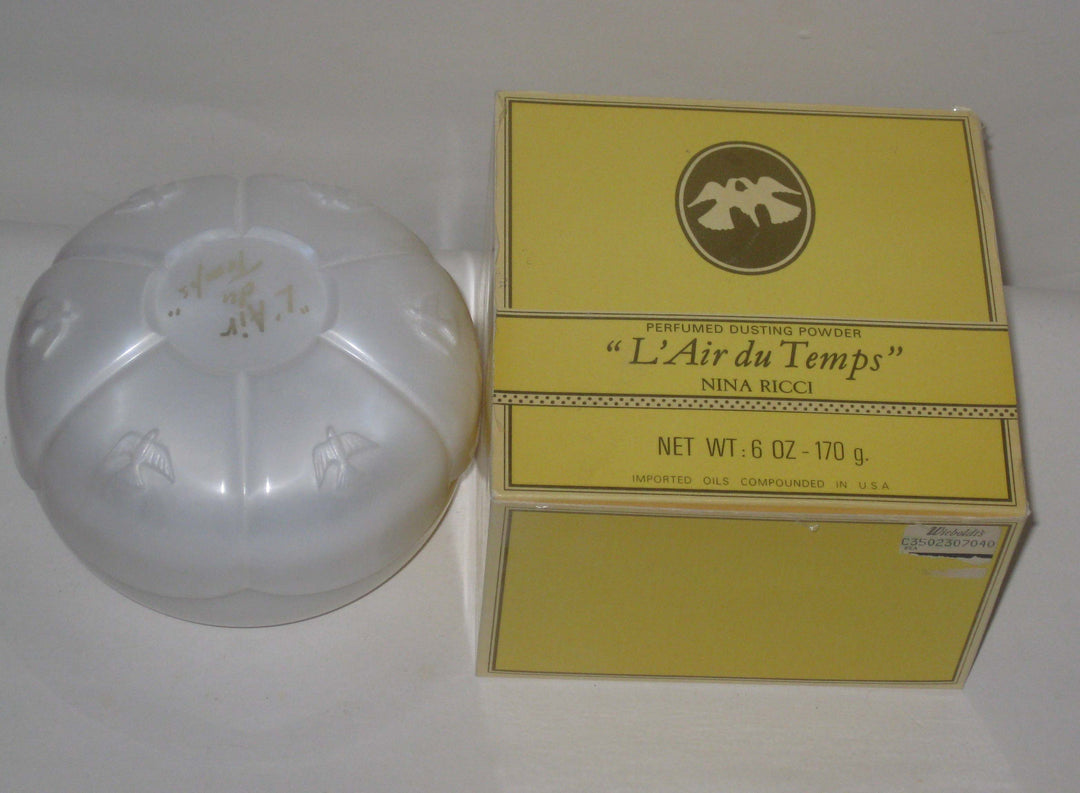 "L'Air
du
Temps"
PERFUMED DUSTING POWDER
"L'Air du Temps"
NINA RICCI
NET WT: 6 OZ - 170 g.
IMPORTED OILS COMPOUNDED IN U.S.A
Wieboldt's
C3502307040